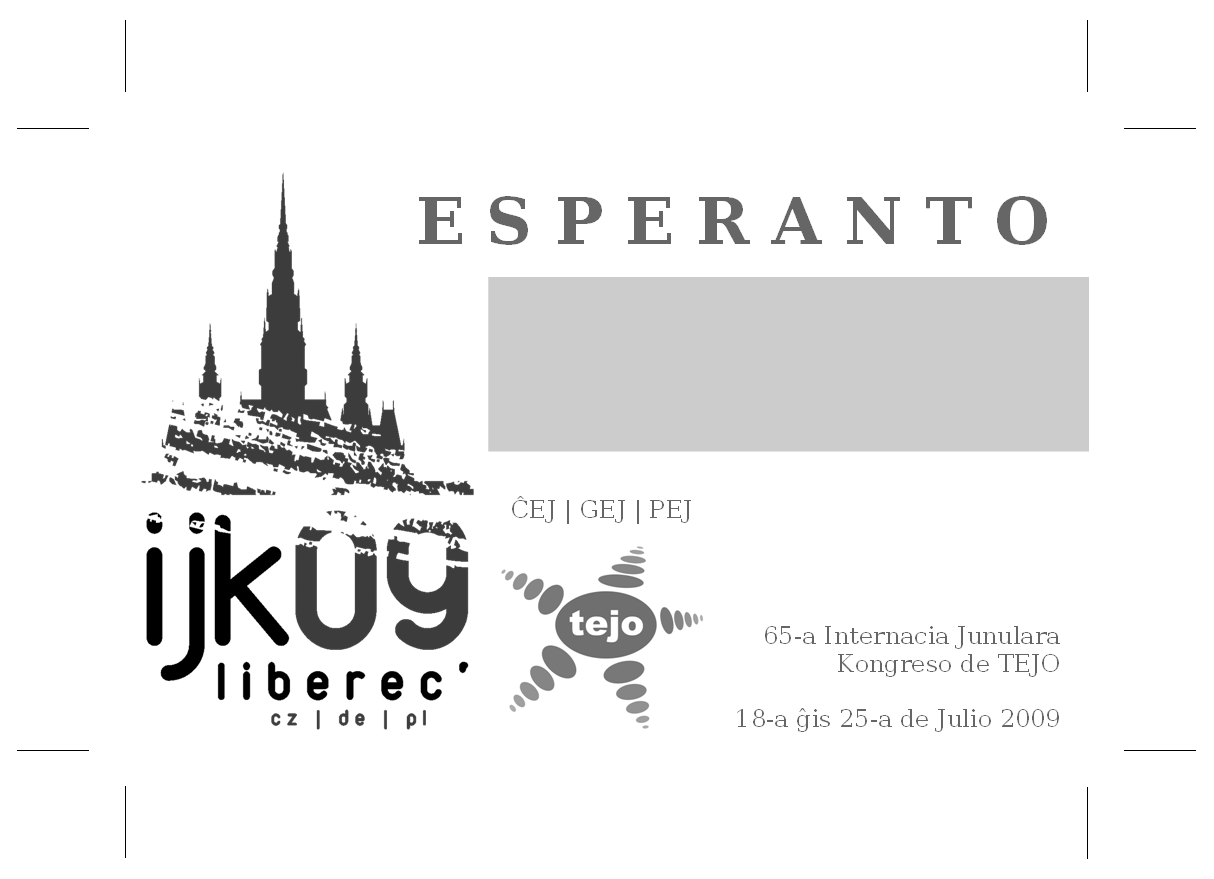 ESPERANTO
ĈEJ | GEJ | PEJ
ijk09
liberec'
cz | de | pl
tejo
65-a Internacia Junulara
Kongreso de TEJO
18-a ĝis 25-a de Julio 2009